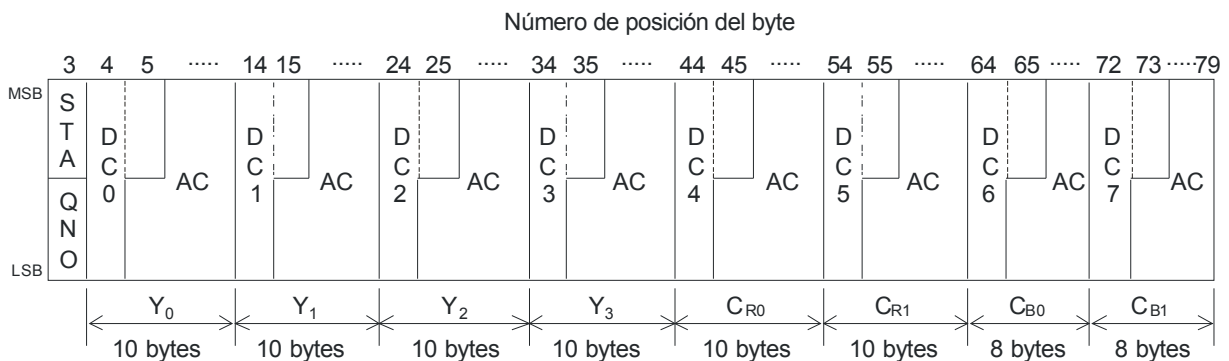 Número de posición del byte
3 4 5 ..... 14 15 ..... 24 25 ..... 34 35 ..... 44 45 ..... 54 55 ..... 64 65 ..... 72 73 .....79
MSB
STA
QNO
LSB
DC0
AC
DC1
AC
DC2
AC
DC3
AC
DC4
AC
DC5
AC
DC6
AC
DC7
AC
Y0 Y1 Y2 Y3 CR0 CR1 CB0 CB1
10 bytes 10 bytes 10 bytes 10 bytes 10 bytes 10 bytes 8 bytes 8 bytes